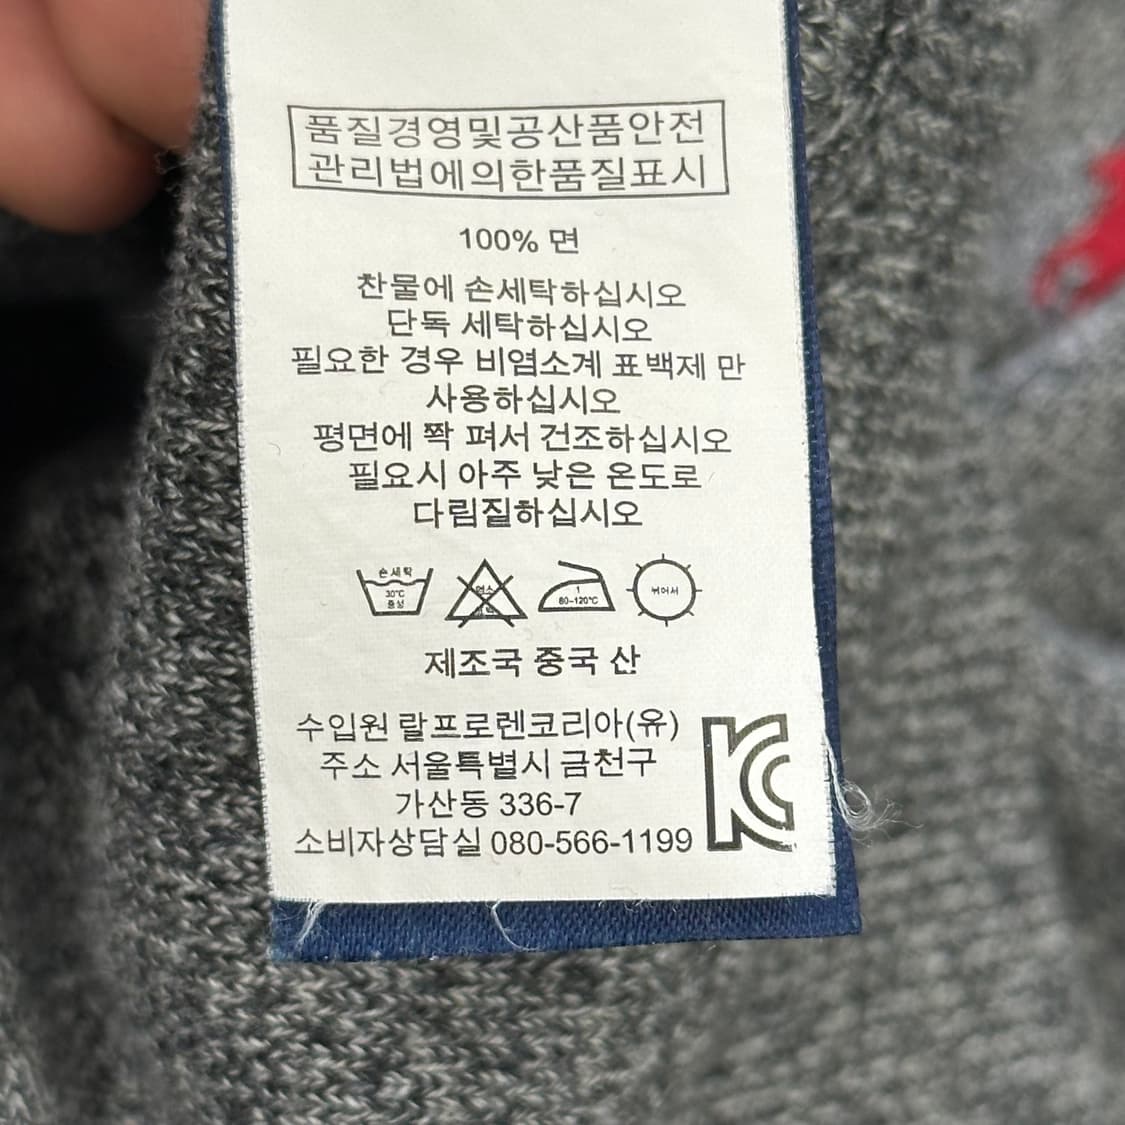 품질경영및공산품안전
관리법에의한품질표시
100% 면
찬물에 손세탁하십시오
단독 세탁하십시오
필요한 경우 비염소계 표백제 만
사용하십시오
평면에 쫙 펴서 건조하십시오
필요시 아주 낮은 온도로
다림질하십시오
손세탁
30°C
중성
염소
표백
1
80~120°C
뉘어서
제조국 중국 산
수입원 랄프로렌코리아(유)
주소 서울특별시 금천구
가산동 336-7
소비자상담실 080-566-1199
KC